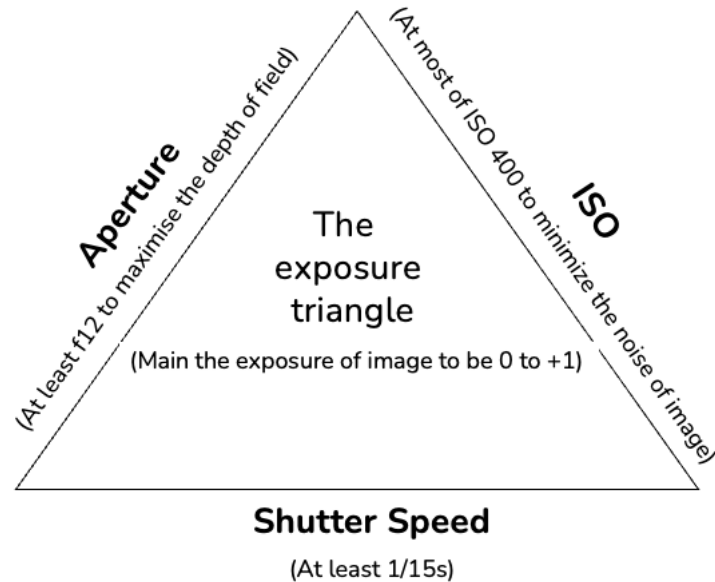 Aperture
(At least f12 to maximise the depth of field)
(At most of ISO 400 to minimize the noise of image)
ISO
The
exposure
triangle
(Main the exposure of image to be 0 to +1)
Shutter Speed
(At least 1/15s)